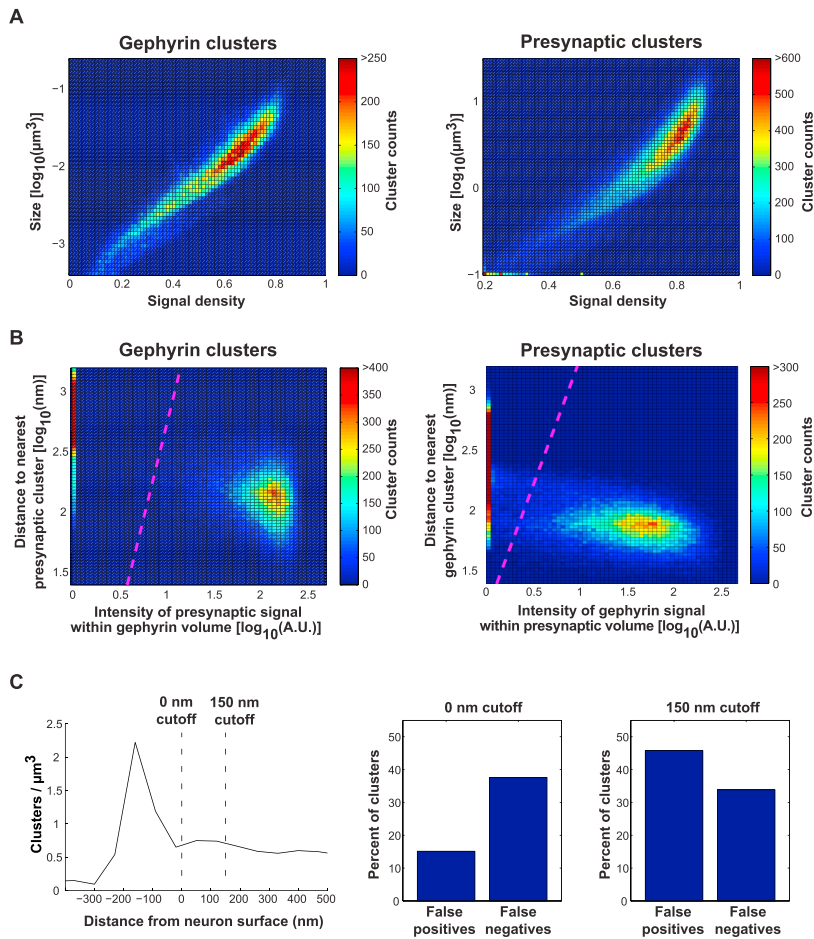 A
Gephyrin clusters
Size [log10(µm3)]
−1
−2
−3
0
0.2
0.4
0.6
0.8
1
Signal density
>250
200
150
100
50
0
Cluster counts
Presynaptic clusters
Size [log10(µm3)]
1
0
−1
0.2
0.4
0.6
0.8
1
Signal density
>600
500
400
300
200
100
0
Cluster counts
B
Gephyrin clusters
Distance to nearest
presynaptic cluster [log10(nm)]
3
2.5
2
1.5
0
0.5
1
1.5
2
2.5
Intensity of presynaptic signal
within gephyrin volume [log10(A.U.)]
>400
350
300
250
200
150
100
50
0
Cluster counts
Presynaptic clusters
Distance to nearest
gephyrin cluster [log10(nm)]
3
2.5
2
1.5
0
0.5
1
1.5
2
2.5
Intensity of gephyrin signal
within presynaptic volume [log10(A.U.)]
>300
250
200
150
100
50
0
Cluster counts
C
0 nm
cutoff
150 nm
cutoff
Clusters / µm3
2.5
2
1.5
1
0.5
0
−300
−200
−100
0
100
200
300
400
500
Distance from neuron surface (nm)
0 nm cutoff
Percent of clusters
50
40
30
20
10
0
False
positives
False
negatives
150 nm cutoff
Percent of clusters
50
40
30
20
10
0
False
positives
False
negatives